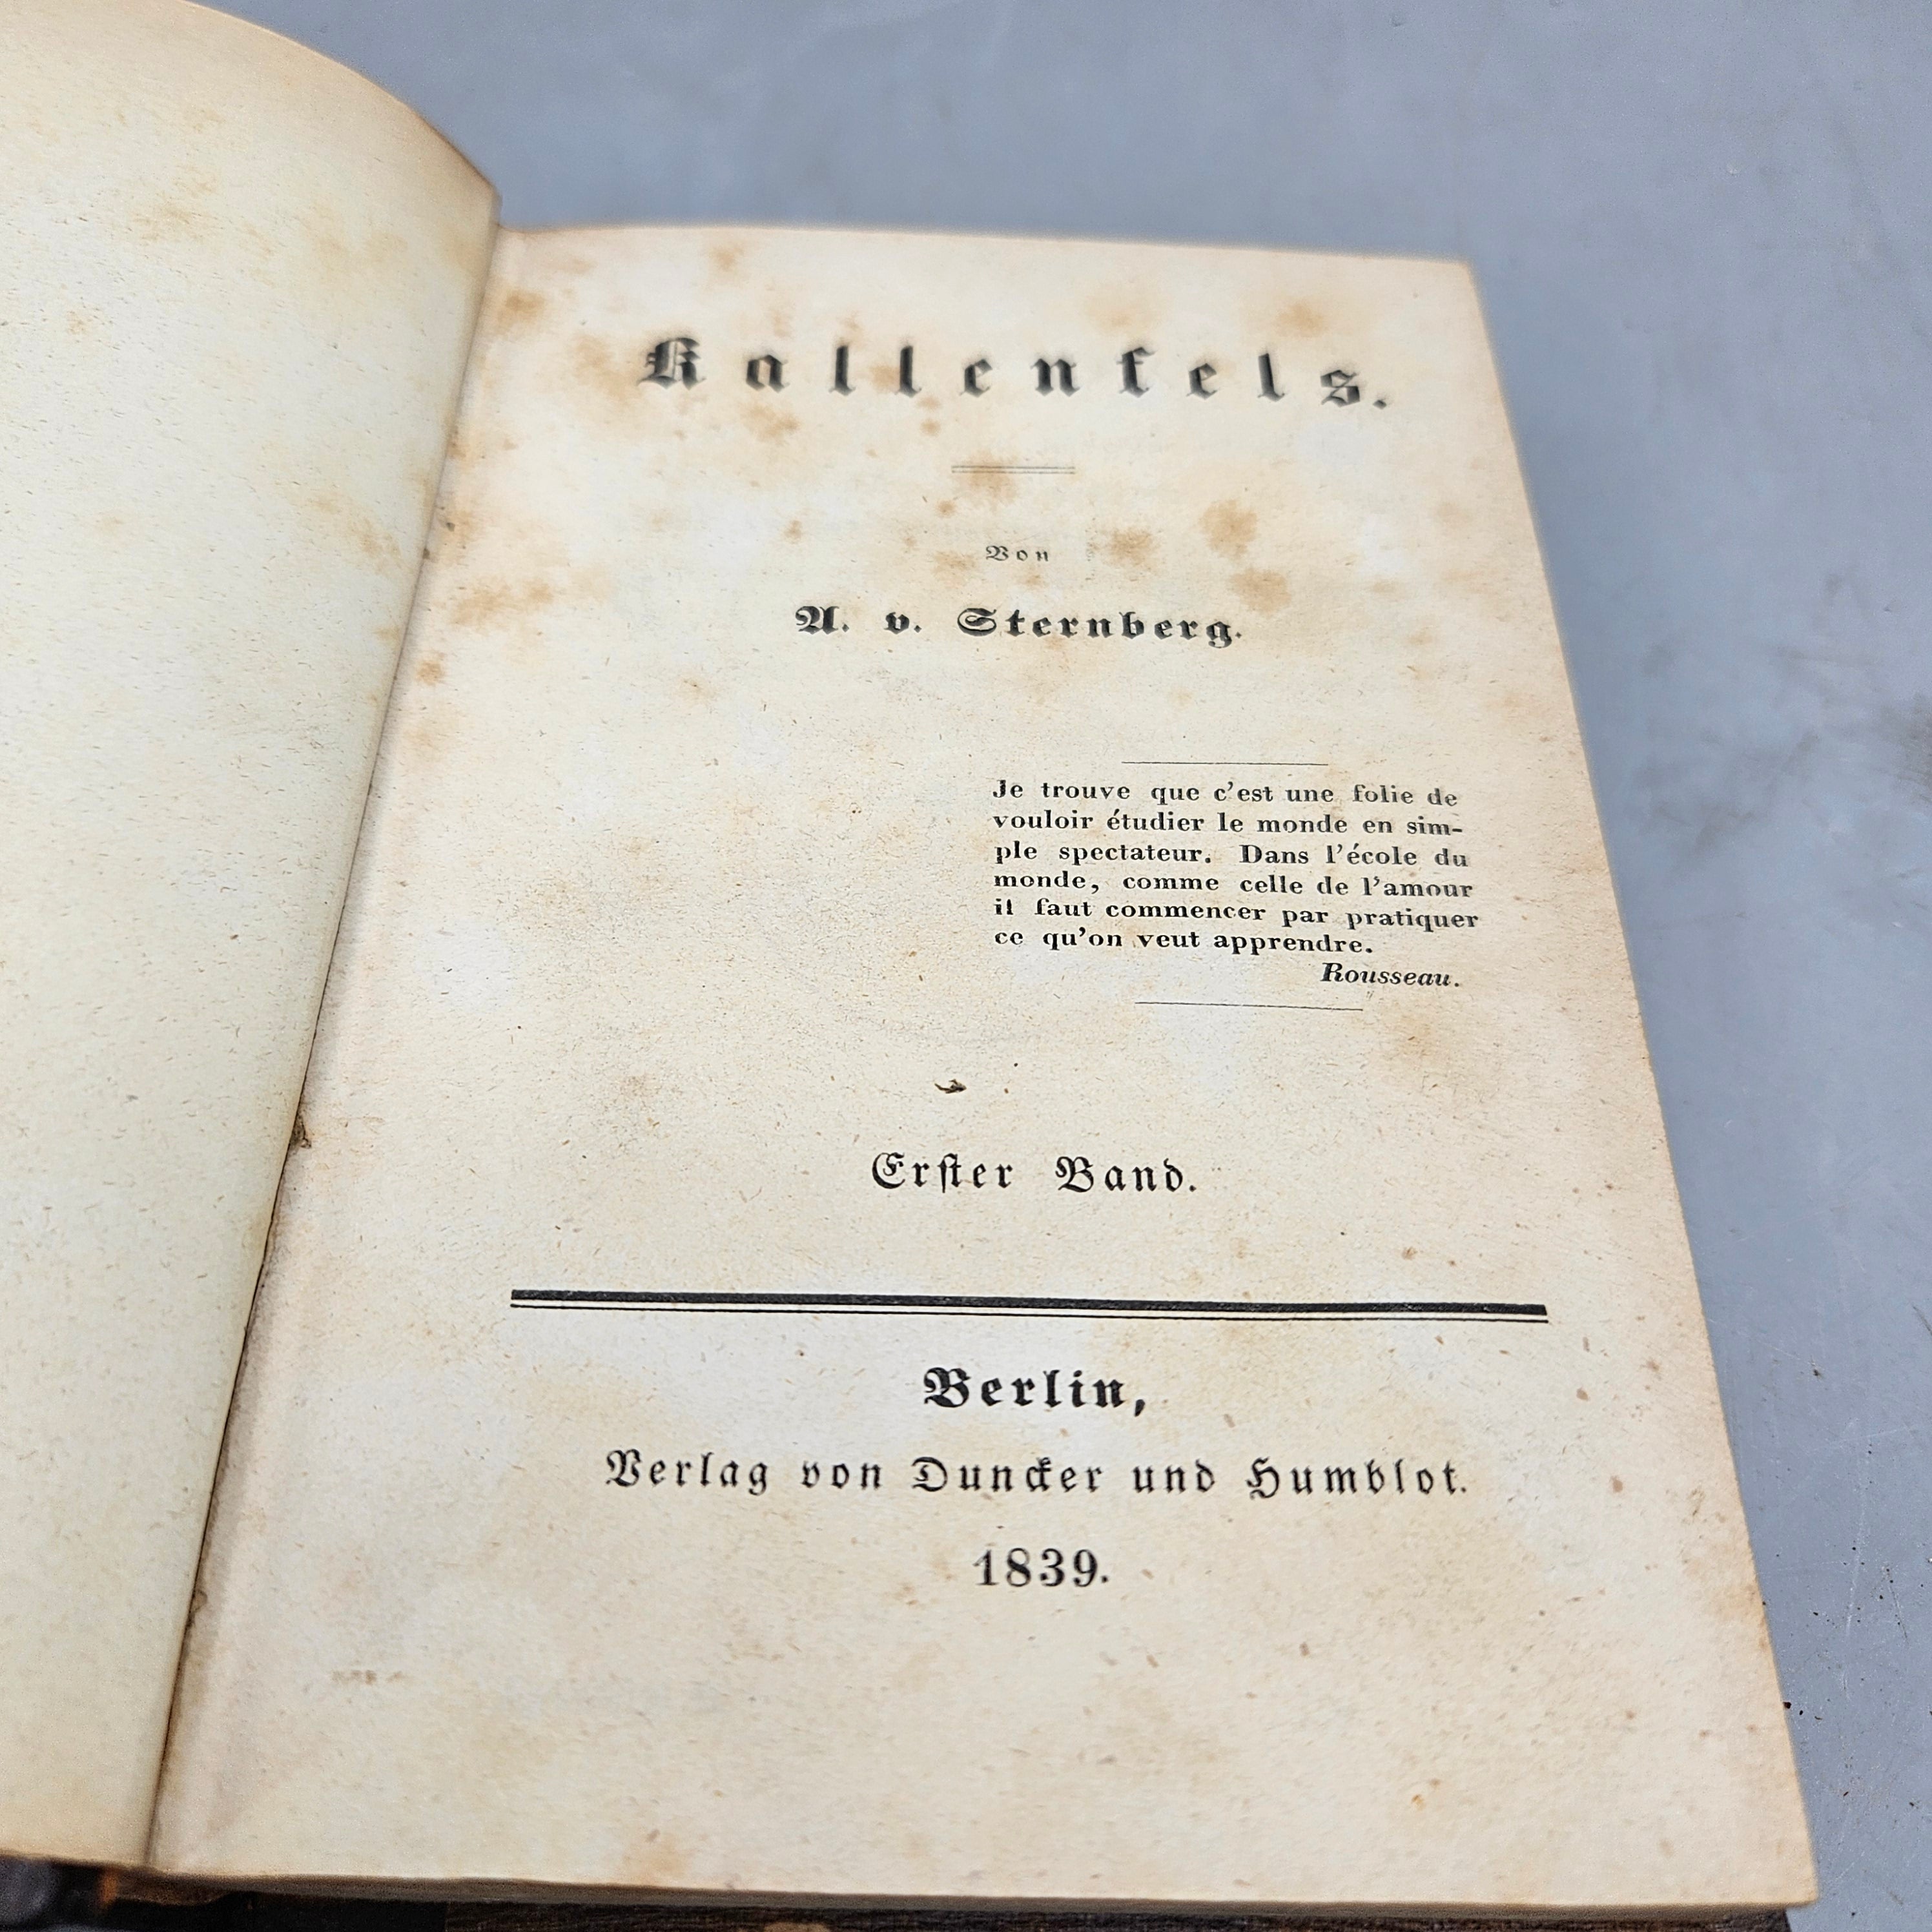 Kallenfels.
Von
A. v. Sternberg.
Je trouve que c'est une folie de
vouloir étudier le monde en sim-
ple spectateur. Dans l'école du
monde, comme celle de l'amour
il faut commencer par pratiquer
ce qu'on veut apprendre.
Rousseau.
Erster Band.
Berlin,
Verlag von Duncker und Humblot.
1839.